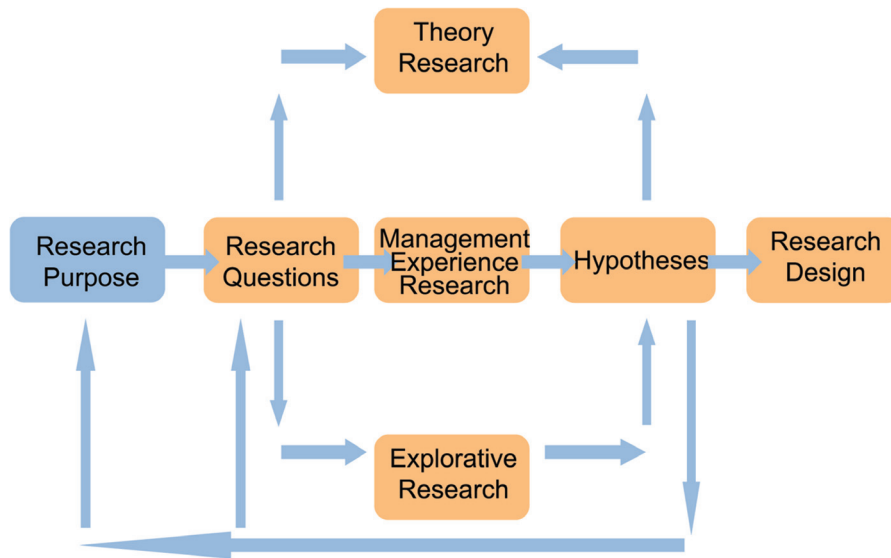 Theory
Research
Research
Purpose
Research
Questions
Management
Experience
Research
Hypotheses
Research
Design
Explorative
Research